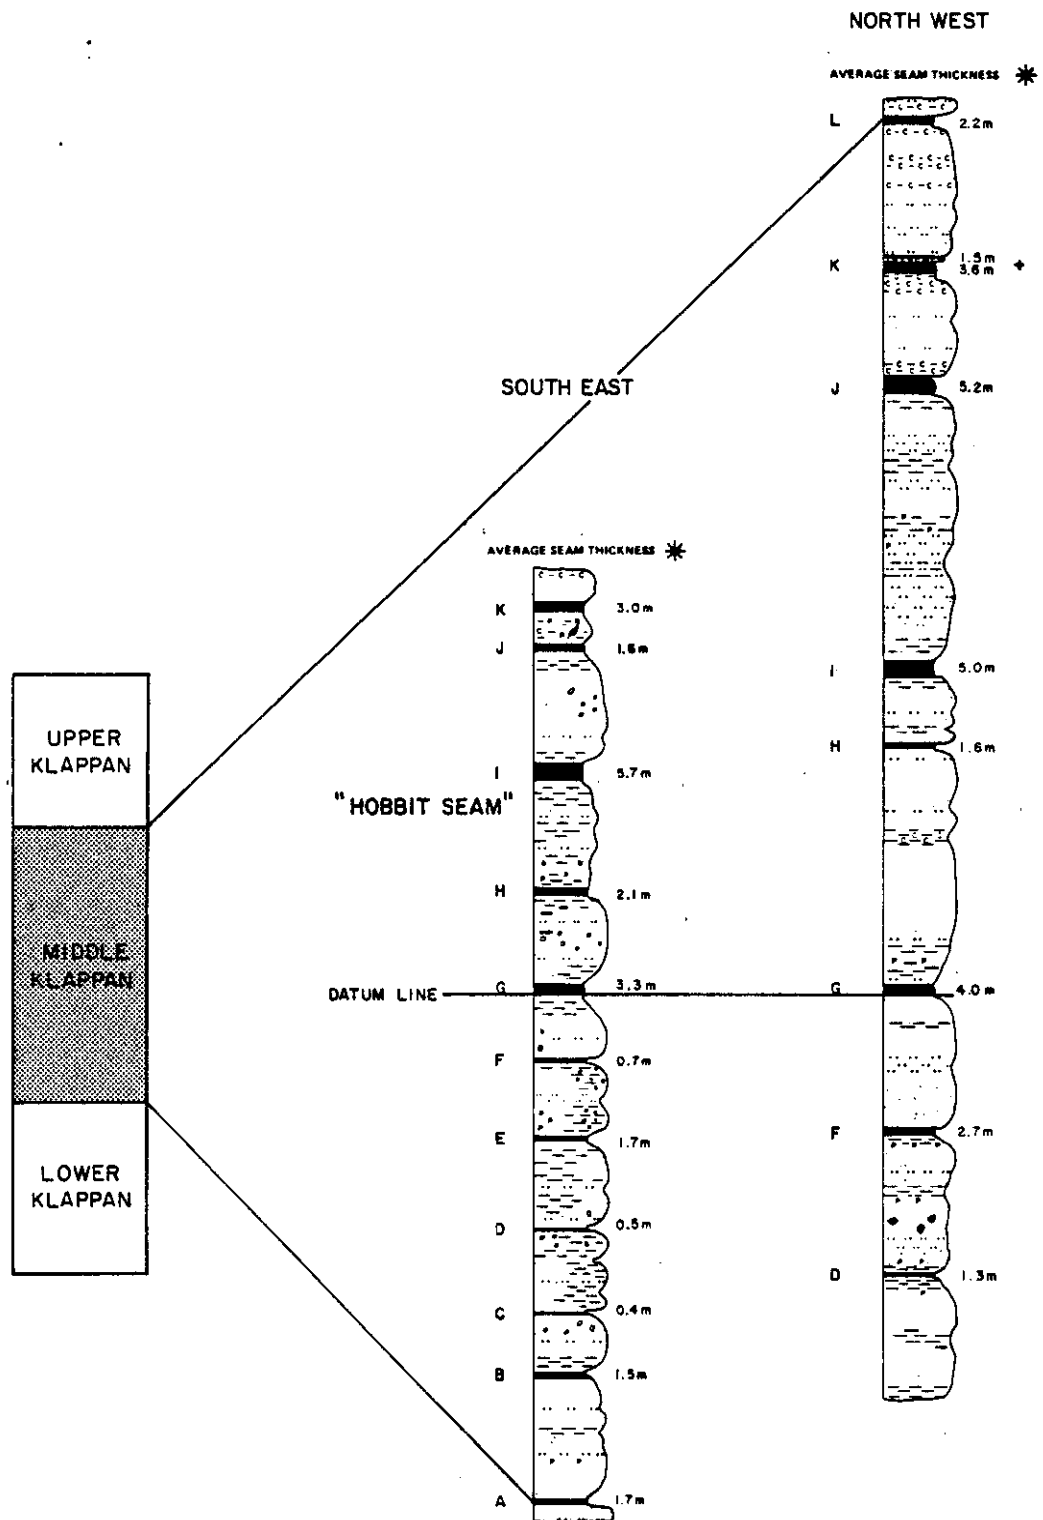 NORTH WEST
AVERAGE SEAM THICKNESS *
L 2.2m
1.5m
K 3.6m +
J 5.2m
I 5.0m
H 1.6m
G 4.0m
F 2.7m
D 1.3m
SOUTH EAST
AVERAGE SEAM THICKNESS *
K 3.0m
J 1.6m
I 5.7m
"HOBBIT SEAM"
H 2.1m
DATUM LINE
G 3.3m
F 0.7m
E 1.7m
D 0.5m
C 0.4m
B 1.5m
A 1.7m
UPPER
KLAPPAN
MIDDLE
KLAPPAN
LOWER
KLAPPAN